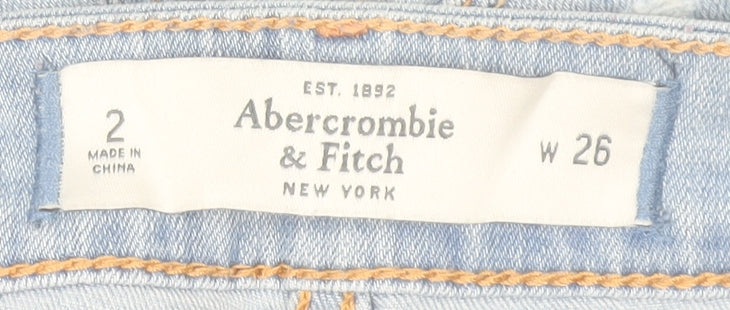 EST. 1892
Abercrombie
& Fitch
NEW YORK
2
MADE IN
CHINA
W 26